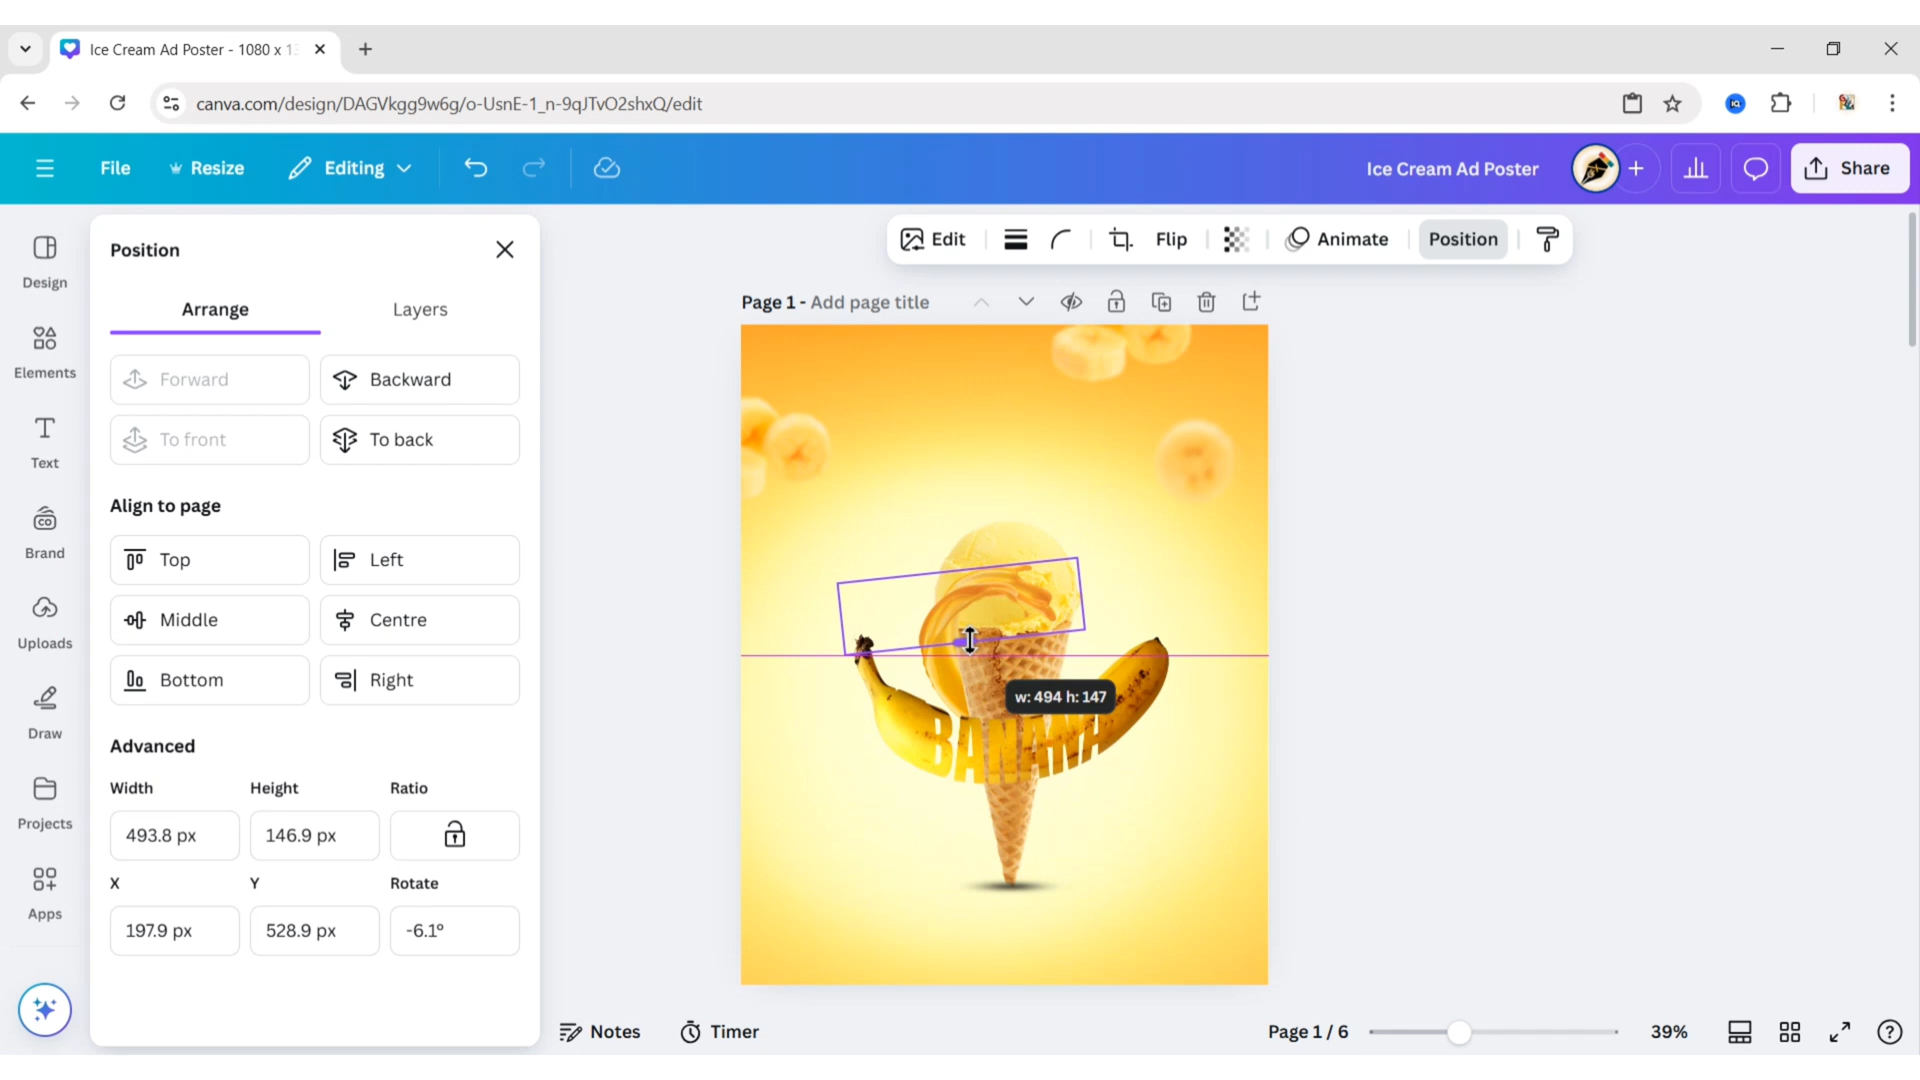 Ice Cream Ad Poster - 1080 x 13
canva.com/design/DAGVkgg9w6g/o-UsnE-1_n-9qJTvO2shxQ/edit
File
Resize
Editing
Ice Cream Ad Poster
Share
Design
Elements
Text
Brand
Uploads
Draw
Projects
Apps
Position
Arrange
Layers
Forward
Backward
To front
To back
Align to page
Top
Left
Middle
Centre
Bottom
Right
Advanced
Width
Height
Ratio
493.8 px
146.9 px
X
Y
Rotate
197.9 px
528.9 px
-6.1º
Edit
Flip
Animate
Position
Page 1 - Add page title
w: 494 h: 147
BANANA
Notes
Timer
Page 1 / 6
39%